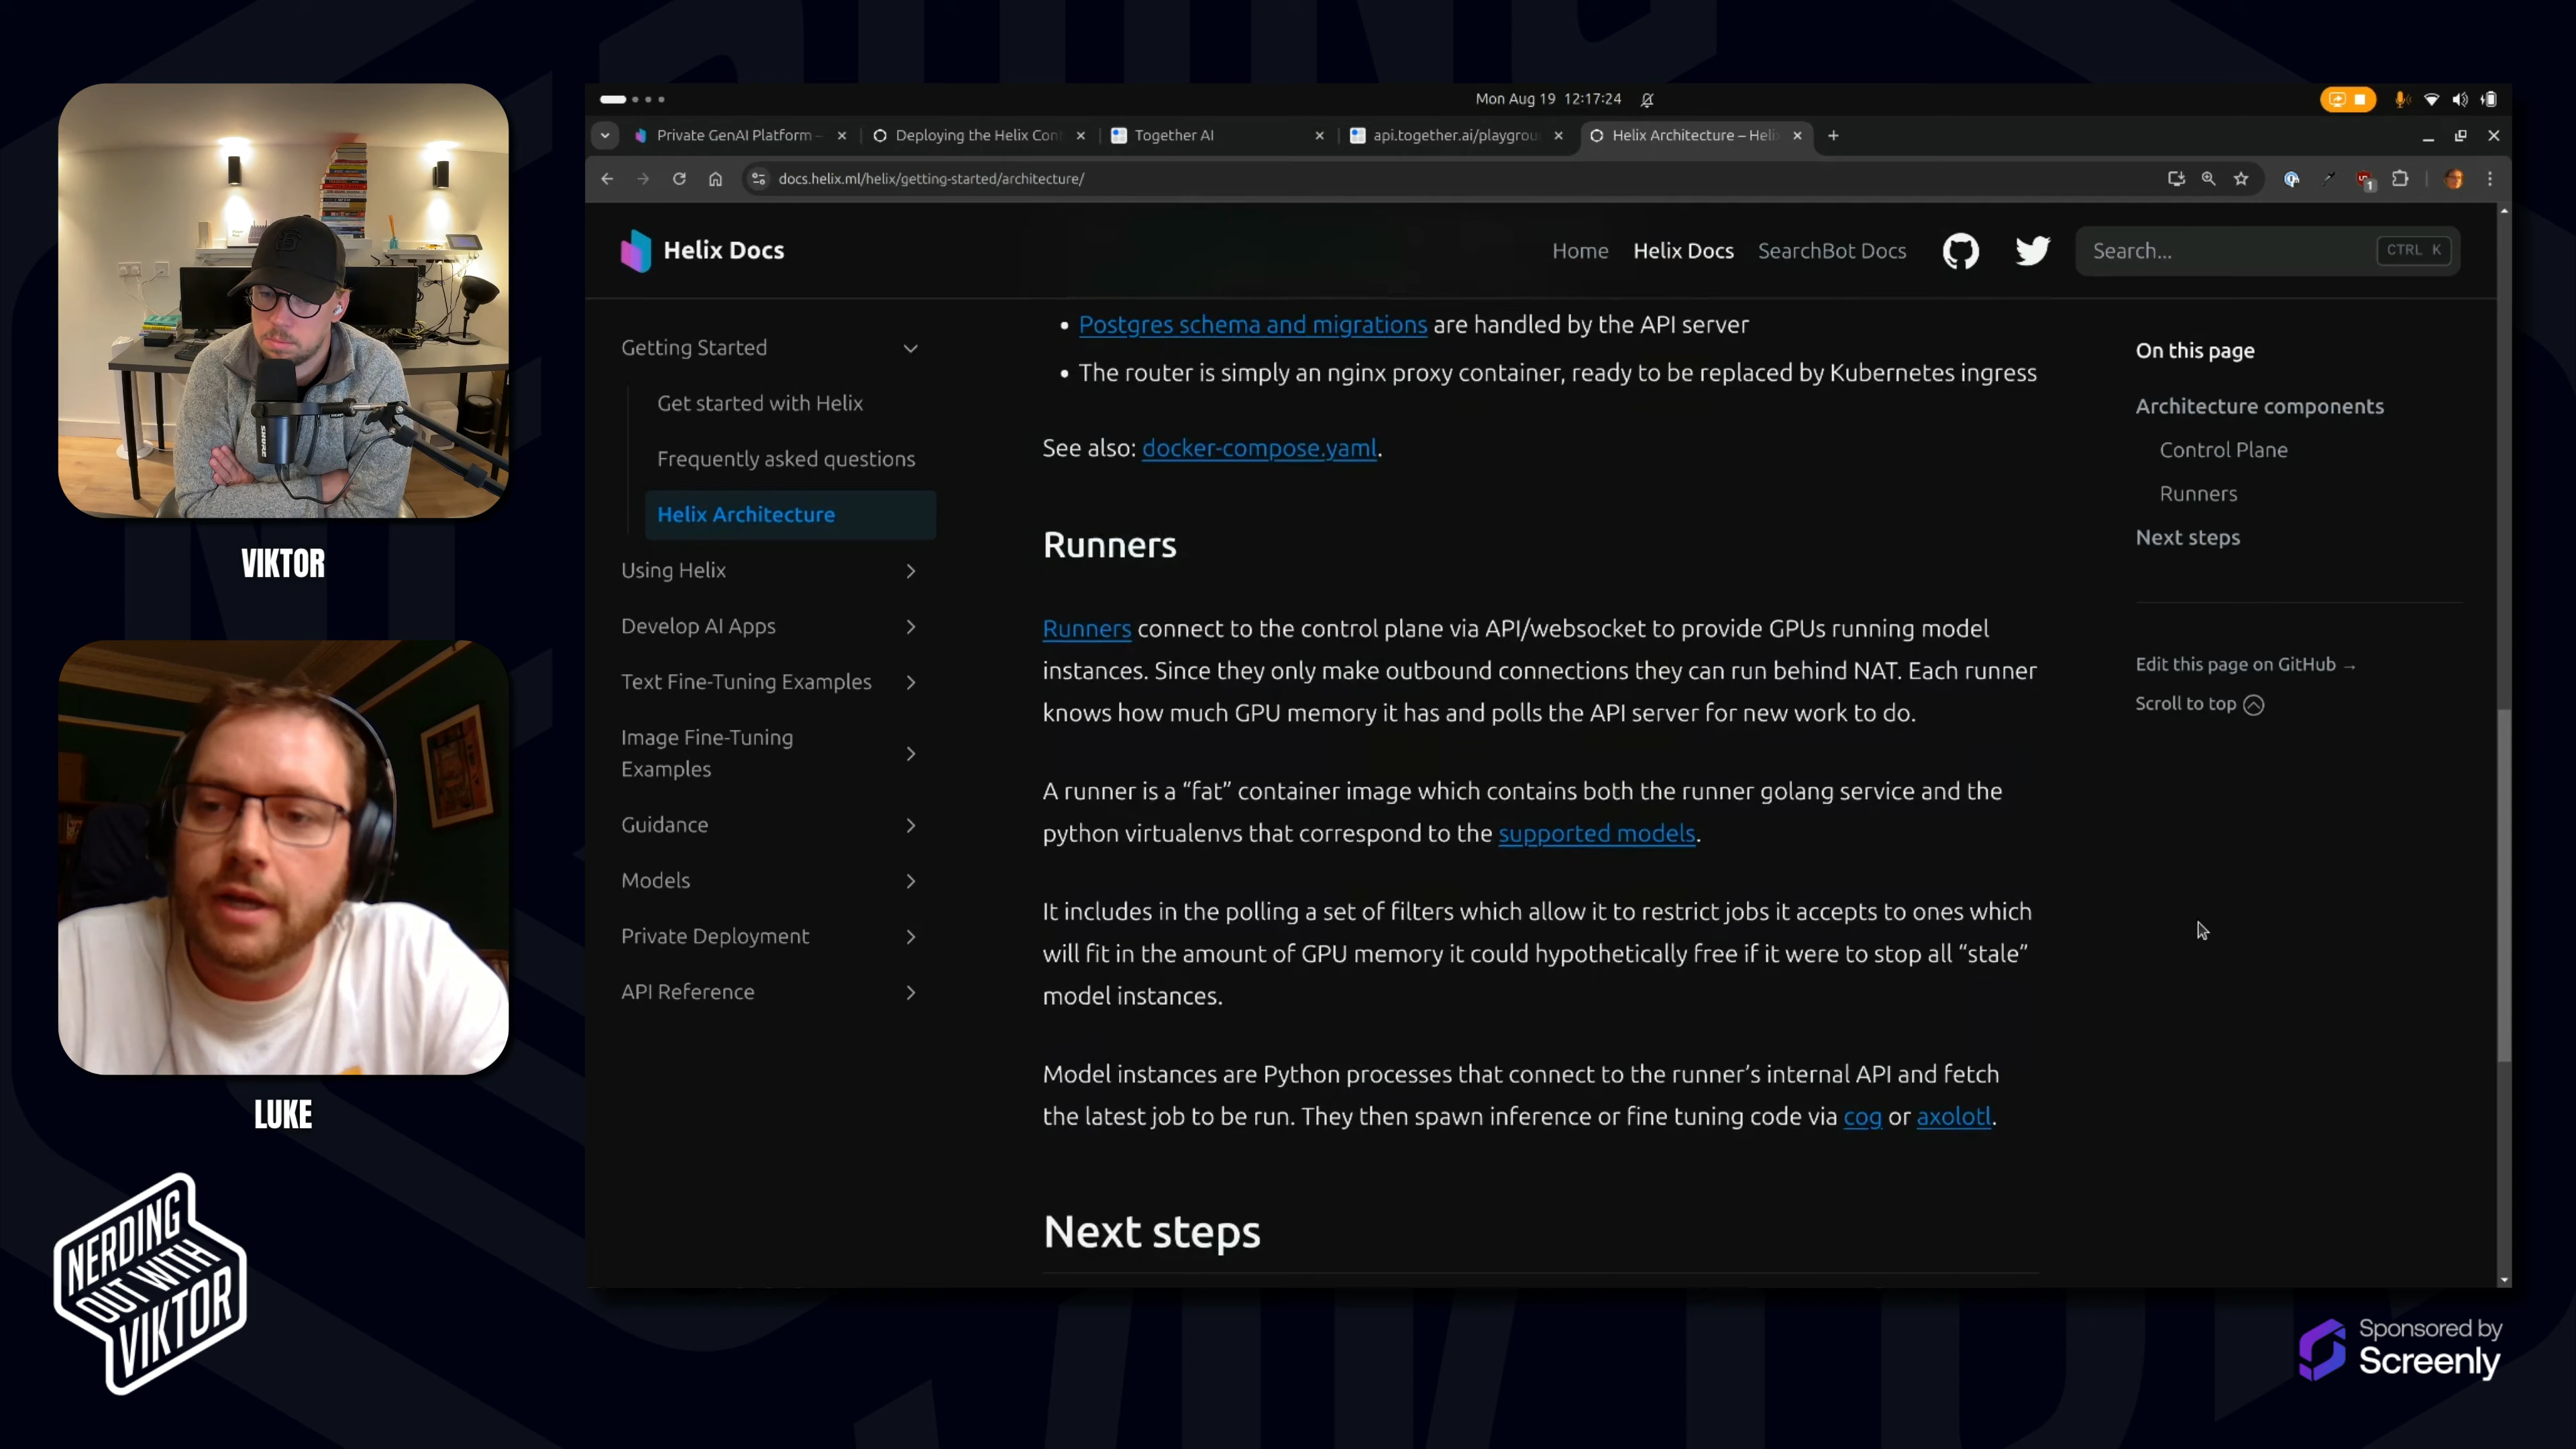 Mon Aug 19 12:17:24
Private GenAI Platform –
Deploying the Helix Con
Together AI
api.together.ai/playgrou
Helix Architecture – Heli
docs.helix.ml/helix/getting-started/architecture/
1
Helix Docs
Home
Helix Docs
SearchBot Docs
Search...
CTRL K
Getting Started
Get started with Helix
Frequently asked questions
Helix Architecture
Using Helix
Develop AI Apps
Text Fine-Tuning Examples
Image Fine-Tuning
Examples
Guidance
Models
Private Deployment
API Reference
• Postgres schema and migrations are handled by the API server
• The router is simply an nginx proxy container, ready to be replaced by Kubernetes ingress
See also: docker-compose.yaml.
Runners
Runners connect to the control plane via API/websocket to provide GPUs running model
instances. Since they only make outbound connections they can run behind NAT. Each runner
knows how much GPU memory it has and polls the API server for new work to do.
A runner is a “fat” container image which contains both the runner golang service and the
python virtualenvs that correspond to the supported models.
It includes in the polling a set of filters which allow it to restrict jobs it accepts to ones which
will fit in the amount of GPU memory it could hypothetically free if it were to stop all “stale”
model instances.
Model instances are Python processes that connect to the runner’s internal API and fetch
the latest job to be run. They then spawn inference or fine tuning code via cog or axolotl.
Next steps
On this page
Architecture components
Control Plane
Runners
Next steps
Edit this page on GitHub →
Scroll to top
SHURE
VIKTOR
LUKE
NERDING
OUT WITH
VIKTOR
Sponsored by
Screenly